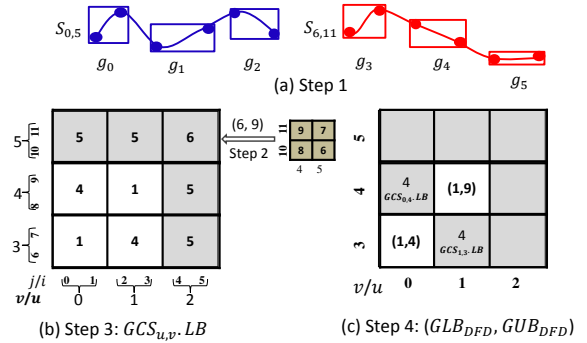 S0,5
g0 g1 g2
S6,11
g3 g4 g5
(a) Step 1
5 10 11
5 5 6
(6, 9)
Step 2
11 9 7
10 8 6
4 5
4 8 9
4 1 5
3 6 7
1 4 5
j/i 0 1 2 3 4 5
v/u 0 1 2
(b) Step 3: GCSu,v.LB
5
4
4
GCS0,4.LB
(1,9)
3
(1,4)
4
GCS1,3.LB
v/u 0 1 2
(c) Step 4: (GLBDFD, GUBDFD)